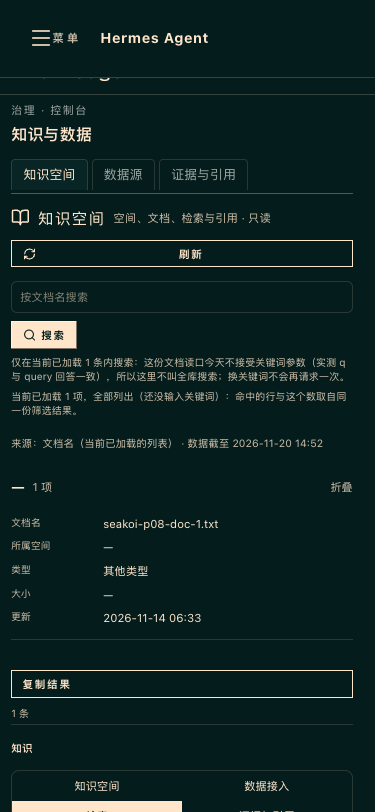 菜单
Hermes Agent
治理 · 控制台
知识与数据
知识空间
数据源
证据与引用
知识空间 空间、文档、检索与引用 · 只读
刷新
按文档名搜索
搜索
仅在当前已加载 1 条内搜索：这份文档读口今天不接受关键词参数（实测 q
与 query 回答一致），所以这里不叫全库搜索；换关键词不会再请求一次。
当前已加载 1 项，全部列出（还没输入关键词）：命中的行与这个数取自同
一份筛选结果。
来源：文档名（当前已加载的列表） · 数据截至 2026-11-20 14:52
1 项 折叠
文档名 seakoi-p08-doc-1.txt
所属空间 —
类型 其他类型
大小 —
更新 2026-11-14 06:33
复制结果
1 条
知识
知识空间 数据接入